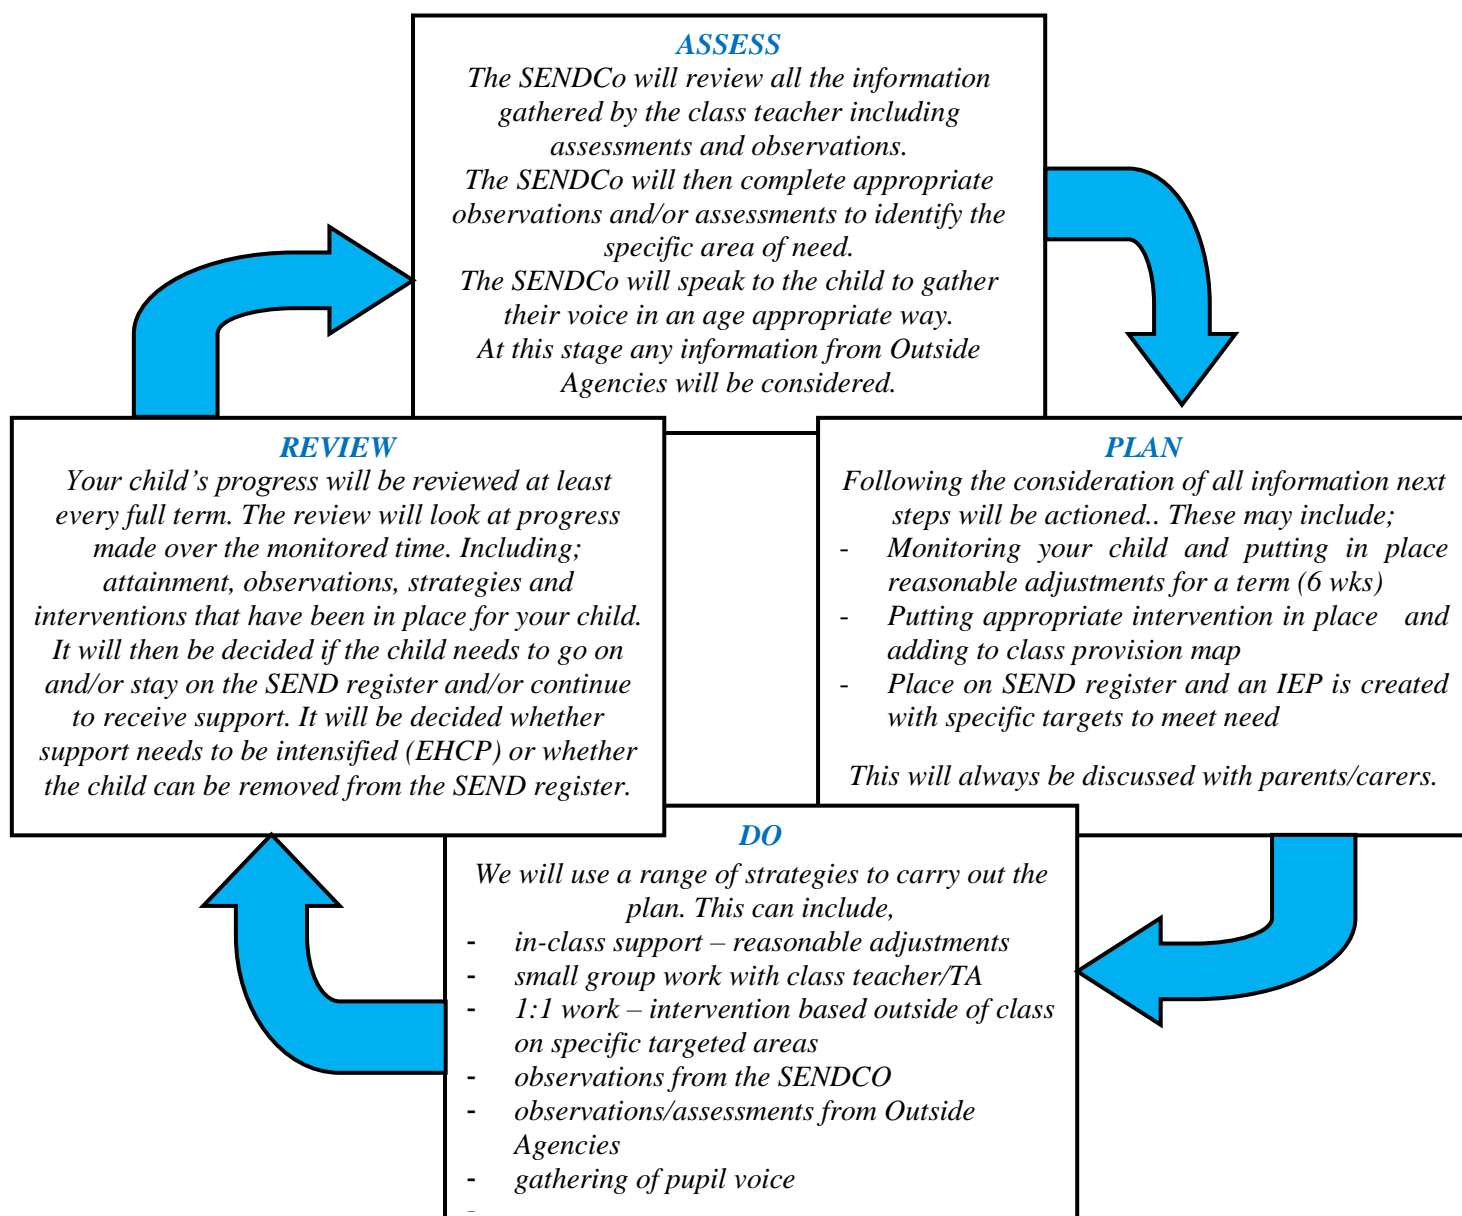 ASSESS
The SENDCo will review all the information
gathered by the class teacher including
assessments and observations.
The SENDCo will then complete appropriate
observations and/or assessments to identify the
specific area of need.
The SENDCo will speak to the child to gather
their voice in an age appropriate way.
At this stage any information from Outside
Agencies will be considered.
PLAN
Following the consideration of all information next
steps will be actioned.. These may include;
- Monitoring your child and putting in place
reasonable adjustments for a term (6 wks)
- Putting appropriate intervention in place and
adding to class provision map
- Place on SEND register and an IEP is created
with specific targets to meet need
This will always be discussed with parents/carers.
DO
We will use a range of strategies to carry out the
plan. This can include,
- in-class support – reasonable adjustments
- small group work with class teacher/TA
- 1:1 work – intervention based outside of class
on specific targeted areas
- observations from the SENDCO
- observations/assessments from Outside
Agencies
- gathering of pupil voice
-
REVIEW
Your child’s progress will be reviewed at least
every full term. The review will look at progress
made over the monitored time. Including;
attainment, observations, strategies and
interventions that have been in place for your child.
It will then be decided if the child needs to go on
and/or stay on the SEND register and/or continue
to receive support. It will be decided whether
support needs to be intensified (EHCP) or whether
the child can be removed from the SEND register.